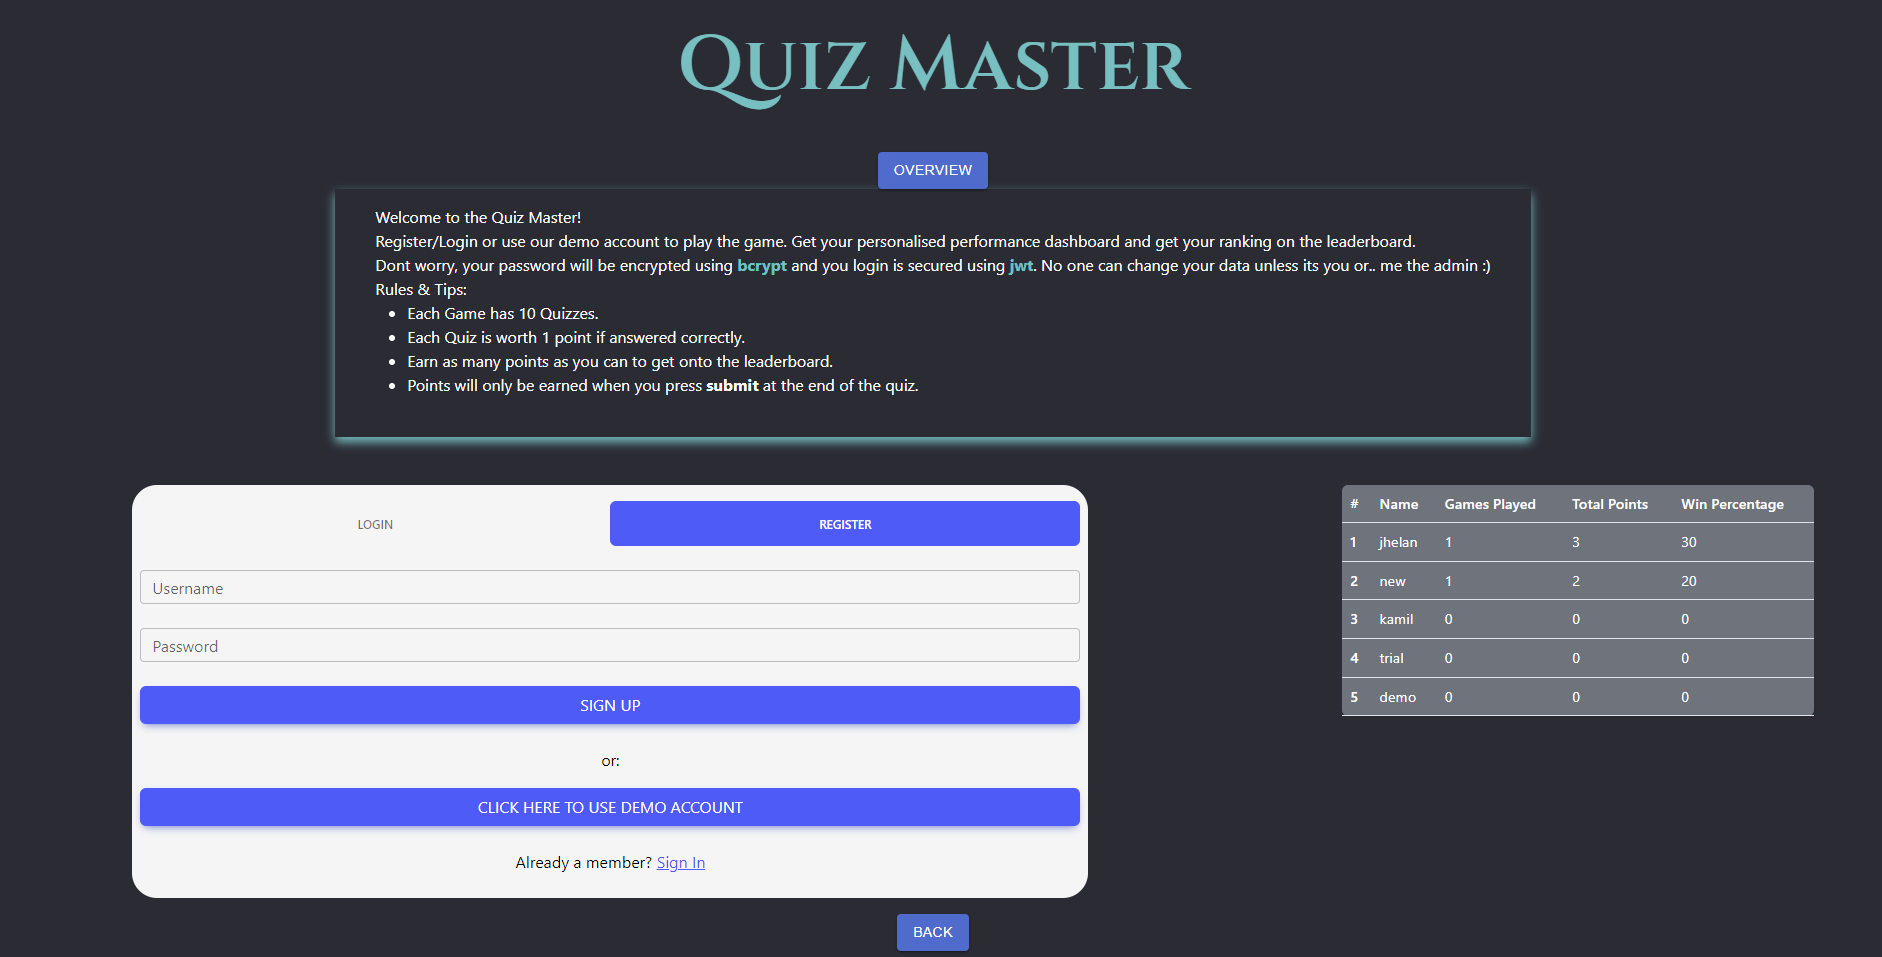 Quiz Master
OVERVIEW
Welcome to the Quiz Master!
Register/Login or use our demo account to play the game. Get your personalised performance dashboard and get your ranking on the leaderboard.
Dont worry, your password will be encrypted using bcrypt and you login is secured using jwt. No one can change your data unless its you or.. me the admin :)
Rules & Tips:
• Each Game has 10 Quizzes.
• Each Quiz is worth 1 point if answered correctly.
• Earn as many points as you can to get onto the leaderboard.
• Points will only be earned when you press submit at the end of the quiz.
LOGIN REGISTER
Username
Password
SIGN UP
or:
CLICK HERE TO USE DEMO ACCOUNT
Already a member? Sign In
# Name Games Played Total Points Win Percentage
1 jhelan 1 3 30
2 new 1 2 20
3 kamil 0 0 0
4 trial 0 0 0
5 demo 0 0 0
BACK